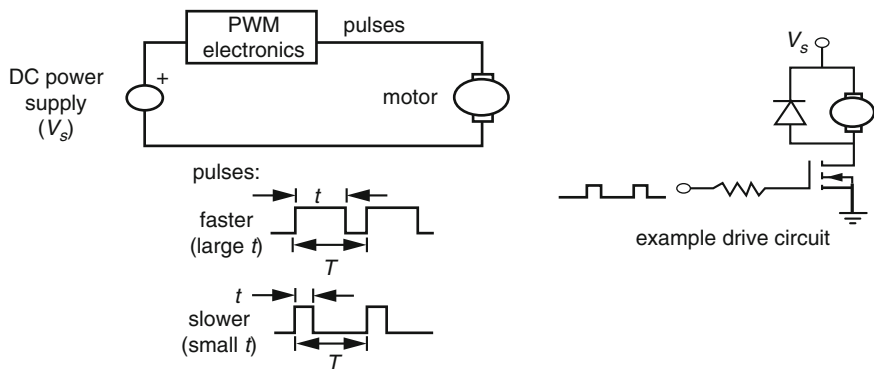 PWM
electronics
pulses
DC power
supply
(Vs)
+
motor
pulses:
t
faster
(large t)
T
t
slower
(small t)
T
Vs
example drive circuit